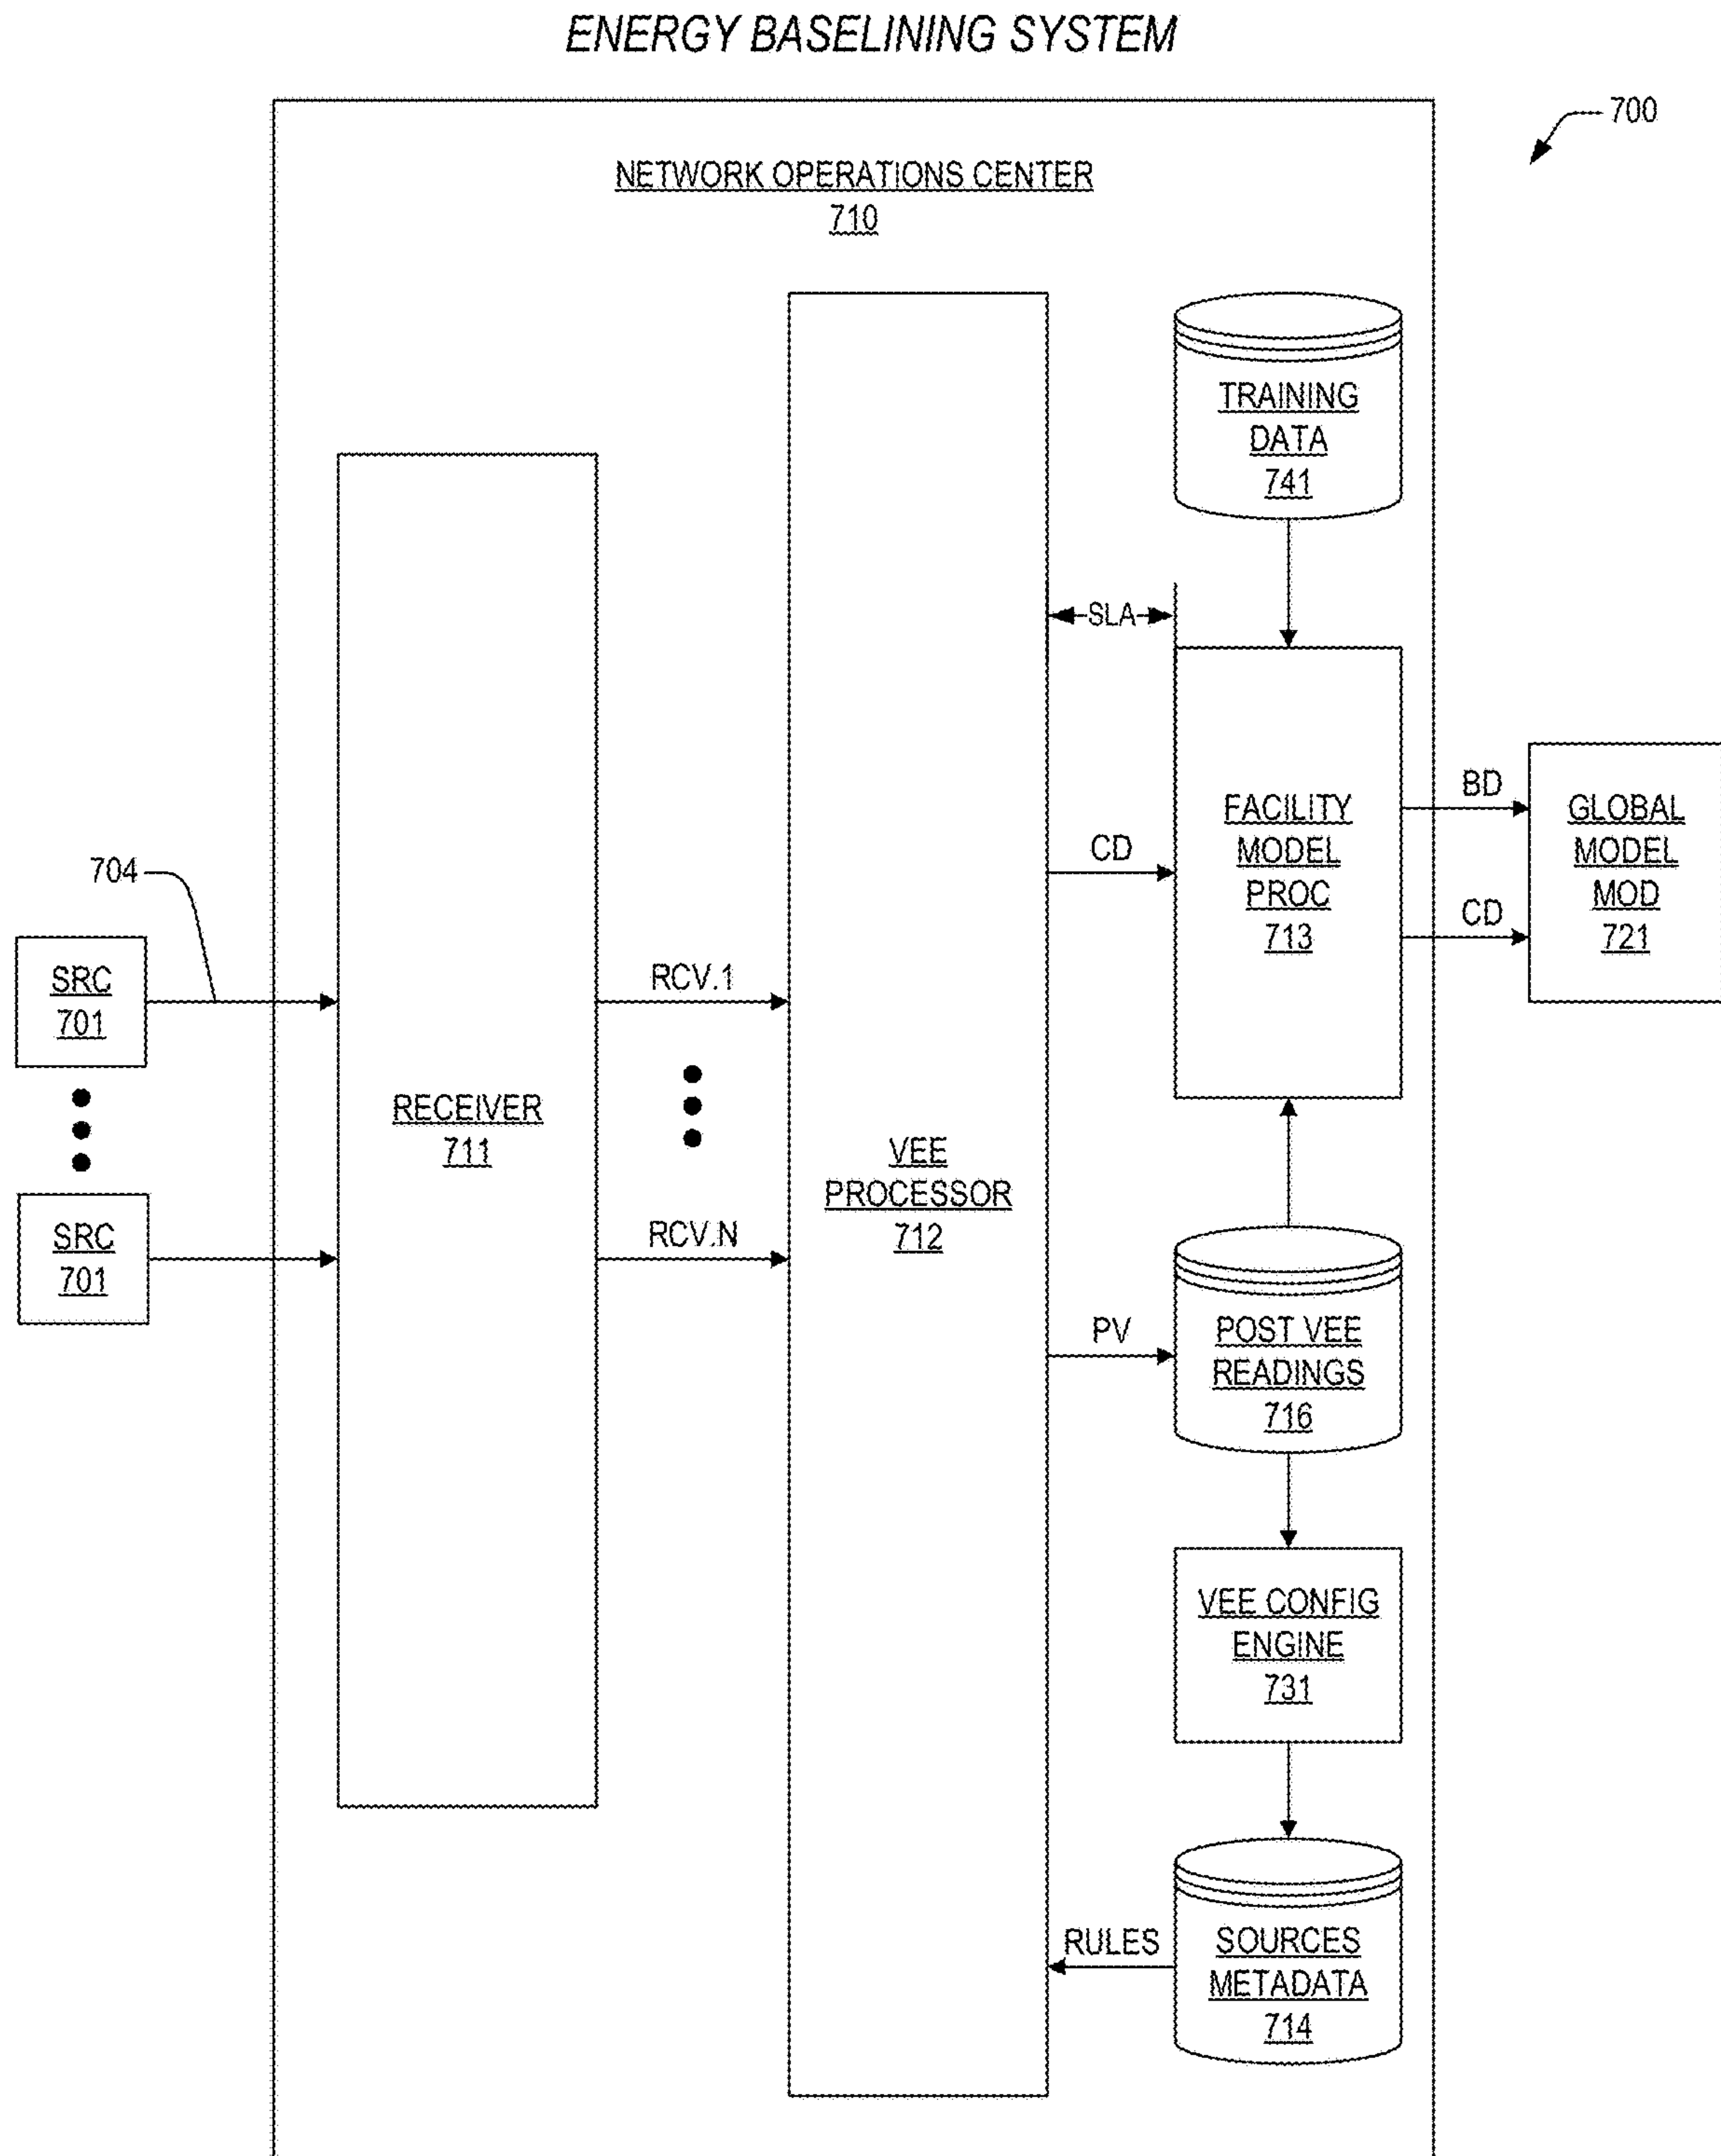 ENERGY BASELINING SYSTEM
700
NETWORK OPERATIONS CENTER
710
TRAINING
DATA
741
SLA
FACILITY
MODEL
PROC
713
BD
CD
GLOBAL
MODEL
MOD
721
CD
704
SRC
701
RCV.1
RECEIVER
711
VEE
PROCESSOR
712
SRC
701
RCV.N
PV
POST VEE
READINGS
716
VEE CONFIG
ENGINE
731
RULES
SOURCES
METADATA
714